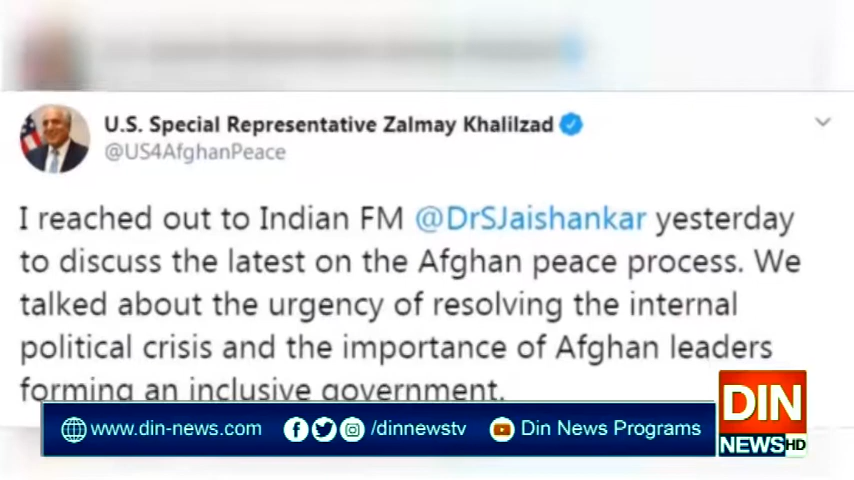 U.S. Special Representative Zalmay Khalilzad
@US4AfghanPeace
I reached out to Indian FM @DrSJaishankar yesterday
to discuss the latest on the Afghan peace process. We
talked about the urgency of resolving the internal
political crisis and the importance of Afghan leaders
forming an inclusive government.
www.din-news.com /dinnewstv Din News Programs
DIN
NEWS HD